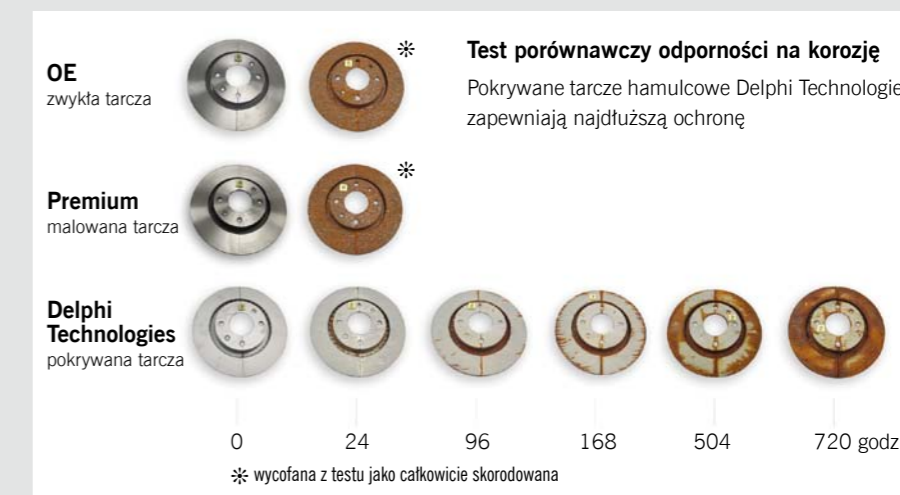 OE
zwykła tarcza
Test porównawczy odporności na korozję
Pokrywane tarcze hamulcowe Delphi Technologie
zapewniają najdłuższą ochronę
Premium
malowana tarcza
Delphi
Technologies
pokrywana tarcza
0 24 96 168 504 720 godz
wycofana z testu jako całkowicie skorodowana